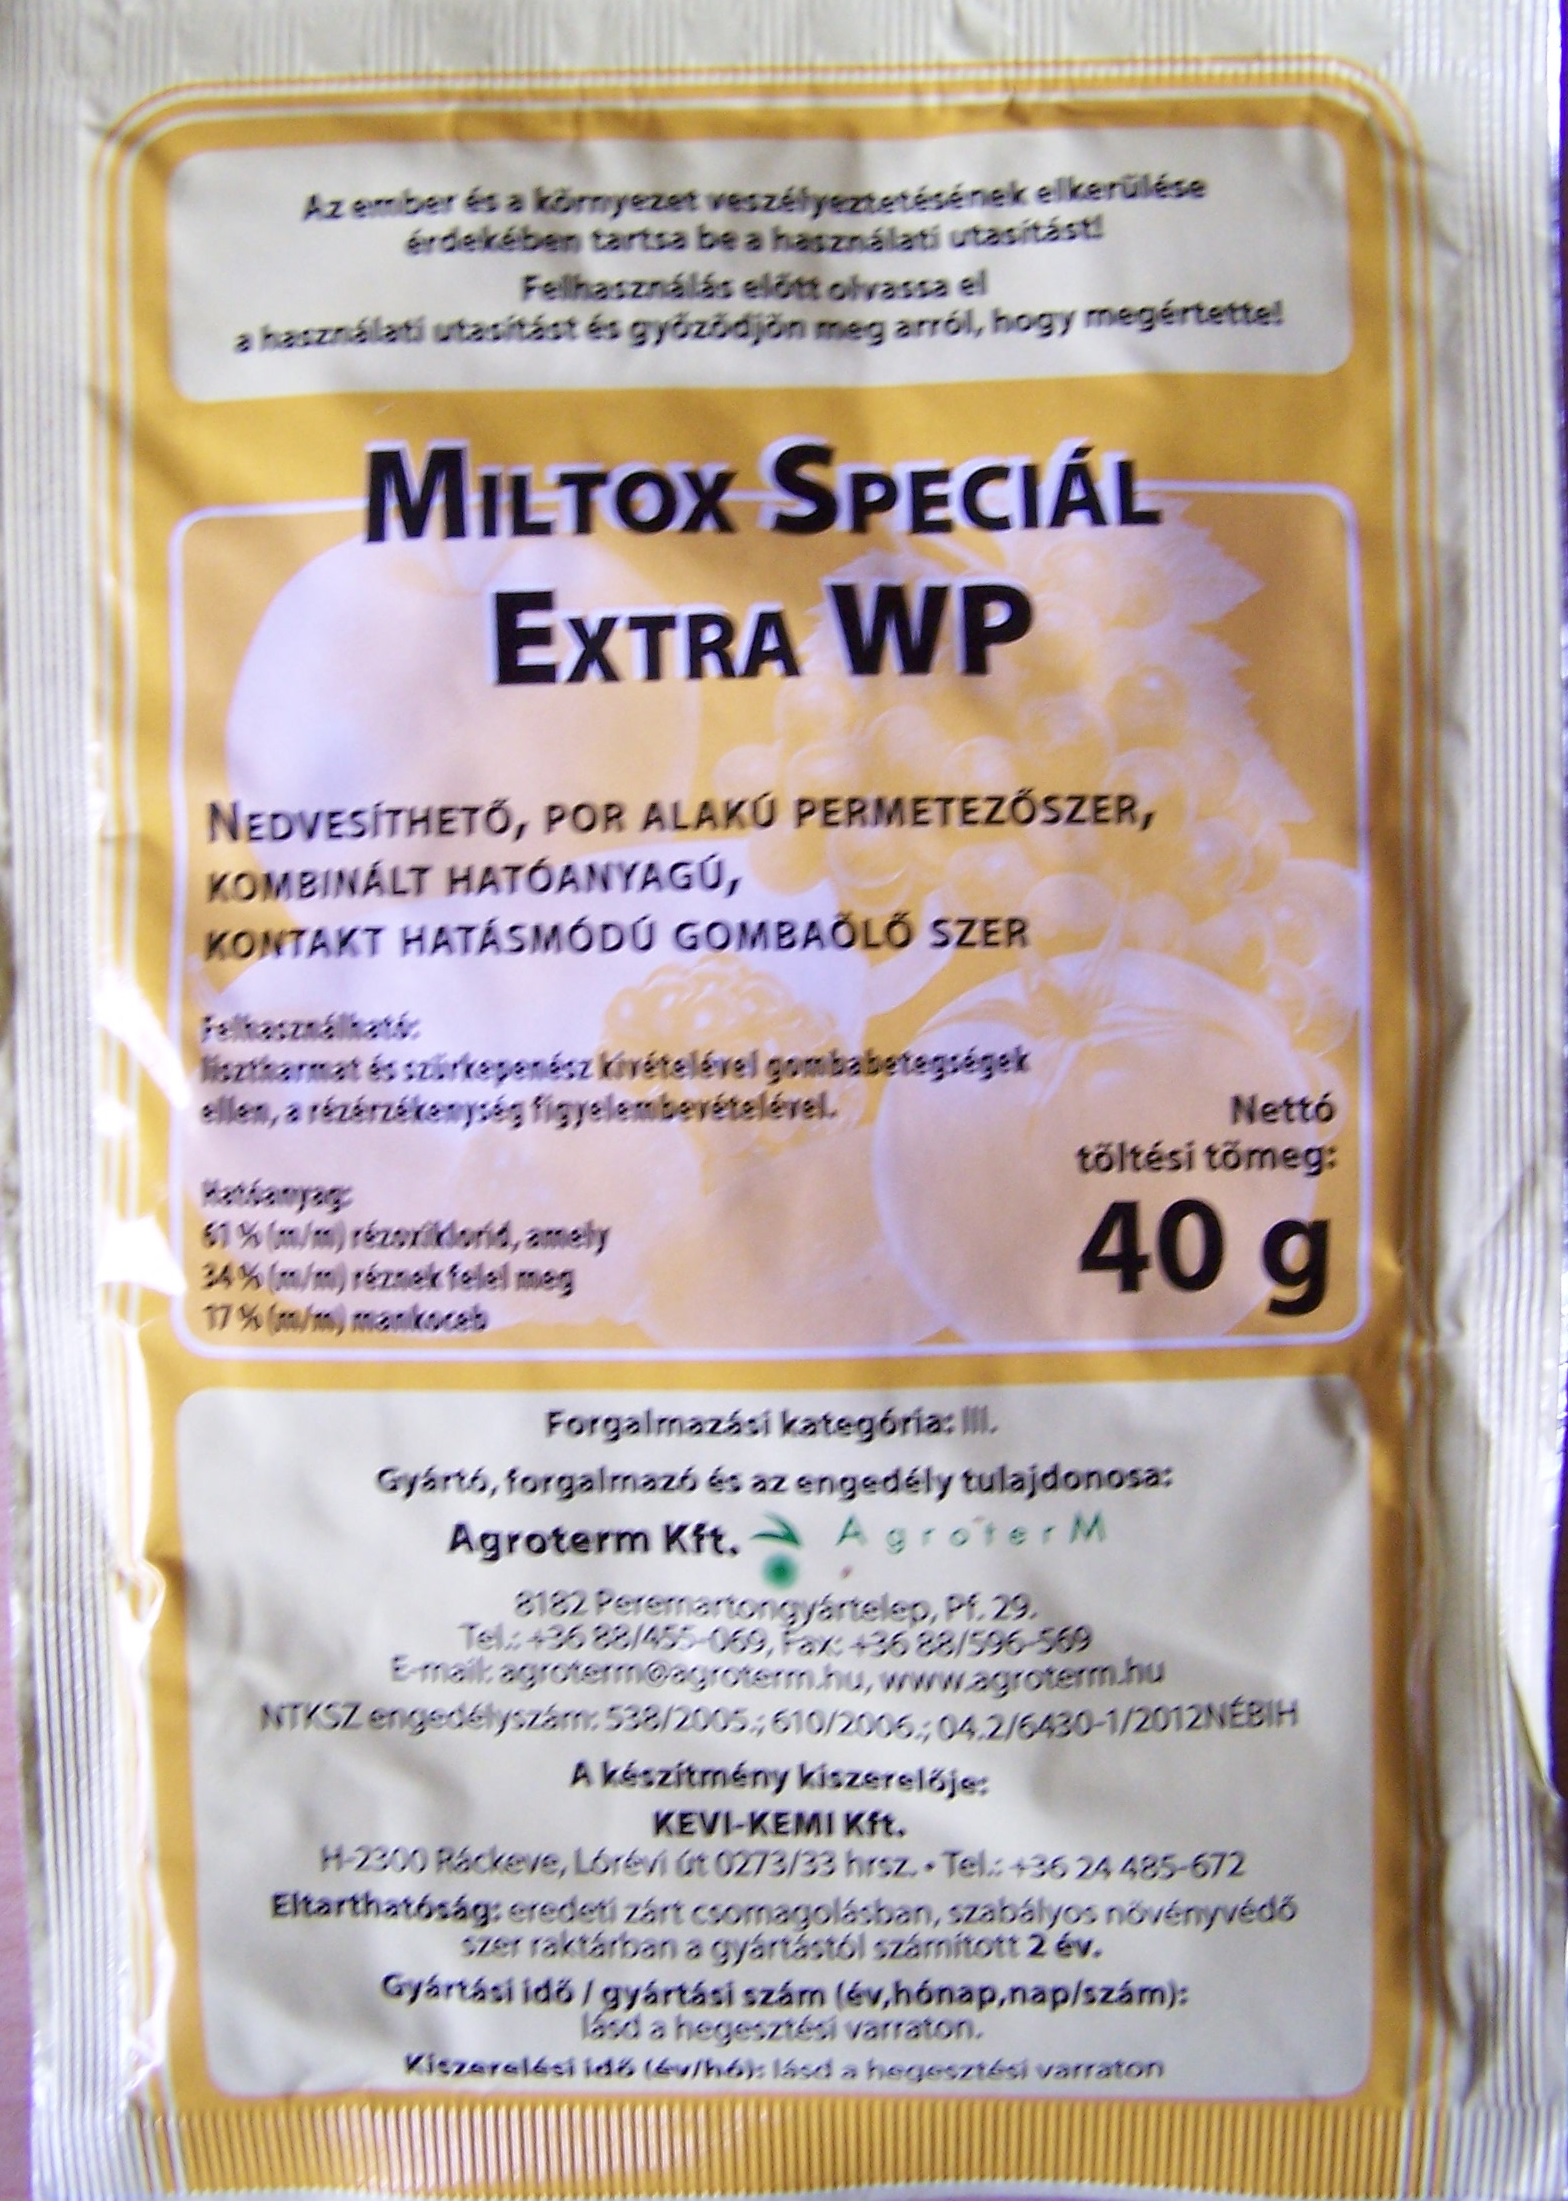 Az ember és a környezet veszélyeztetésének elkerülése
érdekében tartsa be a használati utasítást!
Felhasználás előtt olvassa el
a használati utasítást és győződjön meg arról, hogy megértette!
MILTOX SPECIÁL
EXTRA WP
NEDVESÍTHETŐ, POR ALAKÚ PERMETEZŐSZER,
KOMBINÁLT HATÓANYAGÚ,
KONTAKT HATÁSMÓDÚ GOMBAÖLŐ SZER
Felhasználható:
lisztharmat és szürkepenész kivételével gombabetegségek
ellen, a rézérzékenység figyelembevételével.
Hatóanyag:
61 % (m/m) rézoxiklorid, amely
34 % (m/m) réznek felel meg
17 % (m/m) mankoceb
Nettó
töltési tömeg:
40 g
Forgalmazási kategória: III.
Gyártó, forgalmazó és az engedély tulajdonosa:
Agroterm Kft. AgroterM
8182 Peremartongyártelep, Pf. 29.
Tel.: +36 88/455-069, Fax: +36 88/596-569
E-mail: agroterm@agroterm.hu, www.agroterm.hu
NTKSZ engedélyszám: 538/2005.; 610/2006.; 04.2/6430-1/2012NÉBIH
A készítmény kiszerelője:
KEVI-KEMI Kft.
H-2300 Ráckeve, Lórévi út 0273/33 hrsz. • Tel.: +36 24 485-672
Eltarthatóság: eredeti zárt csomagolásban, szabályos növényvédő
szer raktárban a gyártástól számított 2 év.
Gyártási idő / gyártási szám (év,hónap,nap/szám):
lásd a hegesztési varraton.
Kiszerelési idő (év/hó): lásd a hegesztési varraton